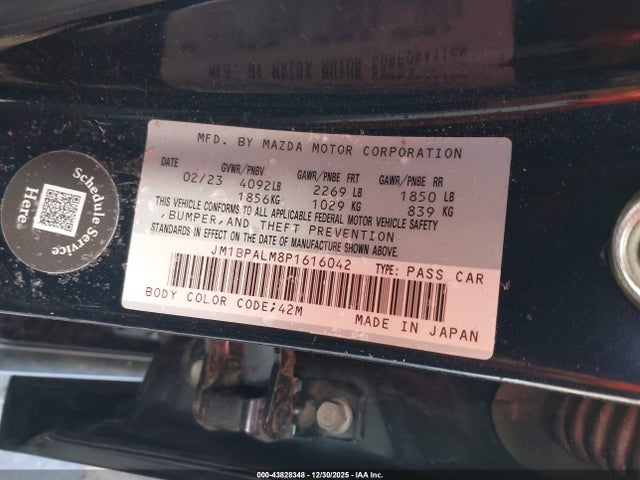 MFD. BY MAZDA MOTOR CORPORATION
DATE GVWR/PNBV GAWR/PNBE FRT GAWR/PNBE RR
02/23 4092LB 2269 LB 1850 LB
1856KG 1029 KG 839 KG
THIS VEHICLE CONFORMS TO ALL APPLICABLE FEDERAL MOTOR VEHICLE SAFETY
,BUMPER,AND THEFT PREVENTION
STANDARDS IN EFFECT ON THE DATE OF MANUFACTURE SHOWN ABOVE.
JM1BPALM8P1616042 TYPE: PASS CAR
BODY COLOR CODE;42M MADE IN JAPAN
Schedule Service
Here
00-43828348 - 12/30/2025 - IAA Inc.